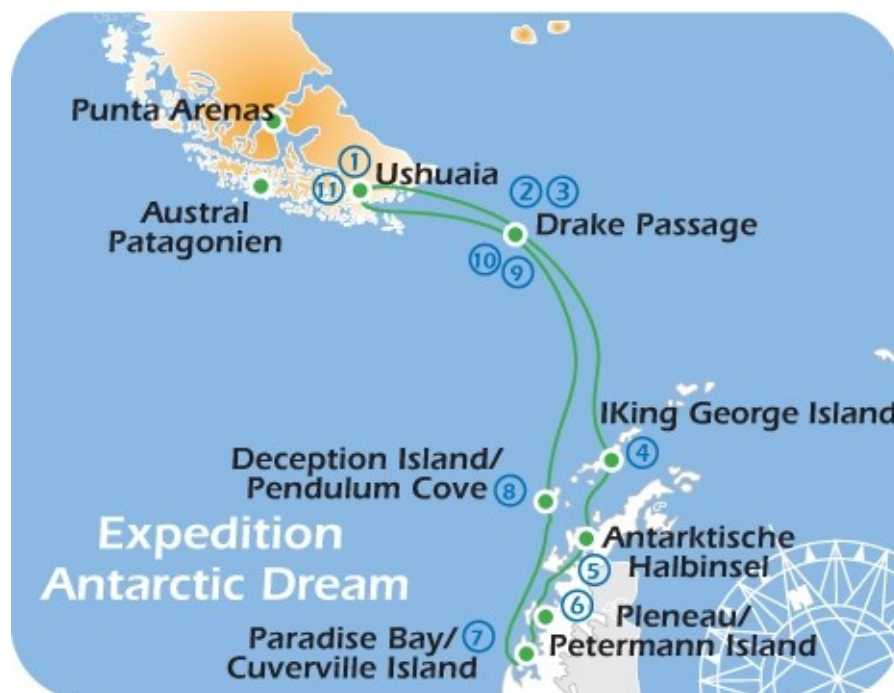 Punta Arenas
① Ushuaia
⑪
② ③
Austral
Patagonien
Drake Passage
⑩ ⑨
IKing George Island
④
Deception Island/
Pendulum Cove ⑧
Expedition
Antarctic Dream
Antarktische
Halbinsel
⑤
⑥
Pleneau/
Petermann Island
Paradise Bay/ ⑦
Cuverville Island